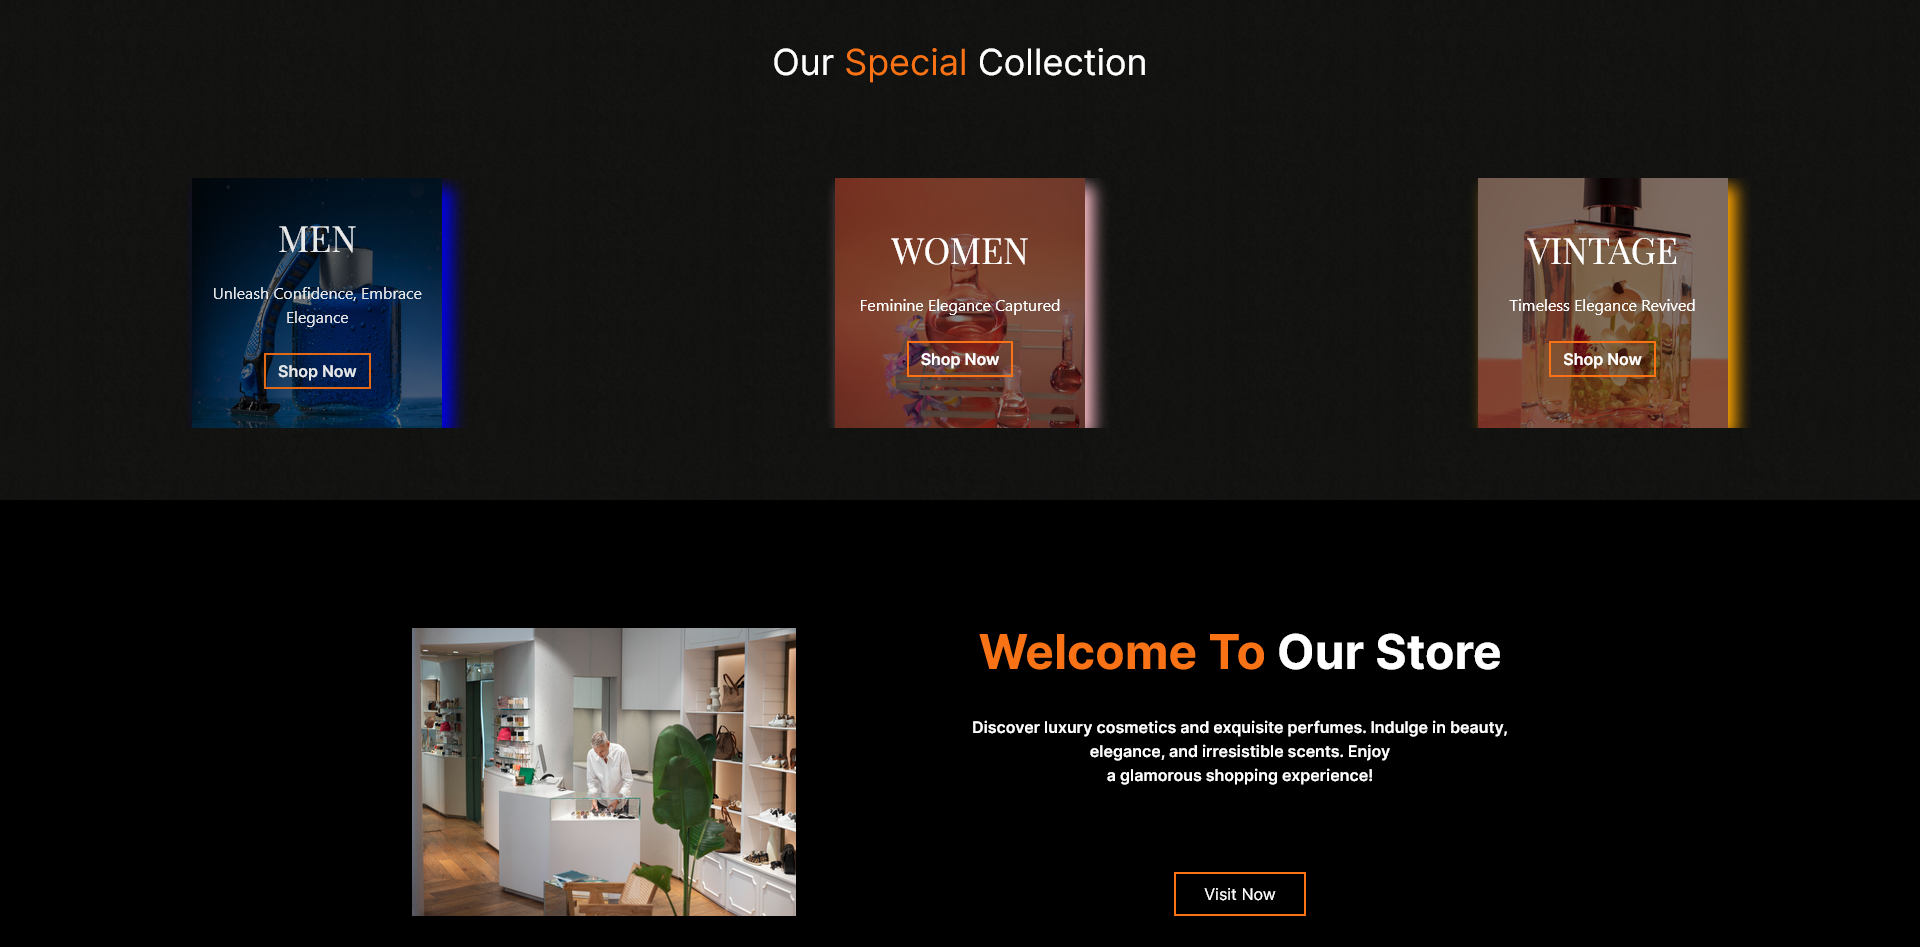 Our Special Collection
MEN
Unleash Confidence, Embrace
Elegance
Shop Now
WOMEN
Feminine Elegance Captured
Shop Now
VINTAGE
Timeless Elegance Revived
Shop Now
Welcome To Our Store
Discover luxury cosmetics and exquisite perfumes. Indulge in beauty,
elegance, and irresistible scents. Enjoy
a glamorous shopping experience!
Visit Now